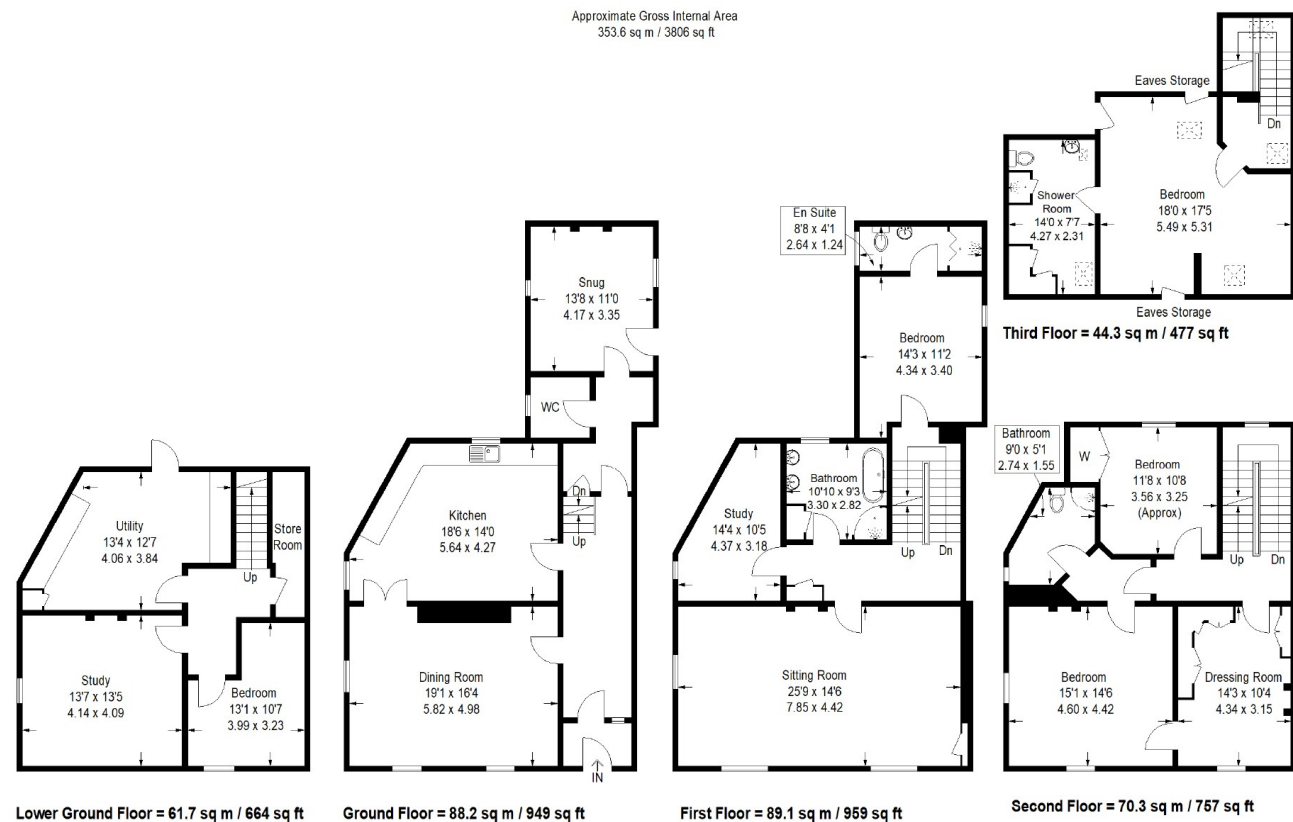 Approximate Gross Internal Area
353.6 sq m / 3806 sq ft
Utility
13'4 x 12'7
4.06 x 3.84
Up
Store
Room
Study
13'7 x 13'5
4.14 x 4.09
Bedroom
13'1 x 10'7
3.99 x 3.23
Lower Ground Floor = 61.7 sq m / 664 sq ft
Snug
13'8 x 11'0
4.17 x 3.35
WC
Kitchen
18'6 x 14'0
5.64 x 4.27
Dn
Up
Dining Room
19'1 x 16'4
5.82 x 4.98
IN
Ground Floor = 88.2 sq m / 949 sq ft
En Suite
8'8 x 4'1
2.64 x 1.24
Bedroom
14'3 x 11'2
4.34 x 3.40
Bathroom
10'10 x 9'3
3.30 x 2.82
Study
14'4 x 10'5
4.37 x 3.18
Up
Dn
Sitting Room
25'9 x 14'6
7.85 x 4.42
First Floor = 89.1 sq m / 959 sq ft
Eaves Storage
Dn
Shower
Room
14'0 x 7'7
4.27 x 2.31
Bedroom
18'0 x 17'5
5.49 x 5.31
Eaves Storage
Third Floor = 44.3 sq m / 477 sq ft
Bathroom
9'0 x 5'1
2.74 x 1.55
W
Bedroom
11'8 x 10'8
3.56 x 3.25
(Approx)
Up
Dn
Bedroom
15'1 x 14'6
4.60 x 4.42
Dressing Room
14'3 x 10'4
4.34 x 3.15
Second Floor = 70.3 sq m / 757 sq ft